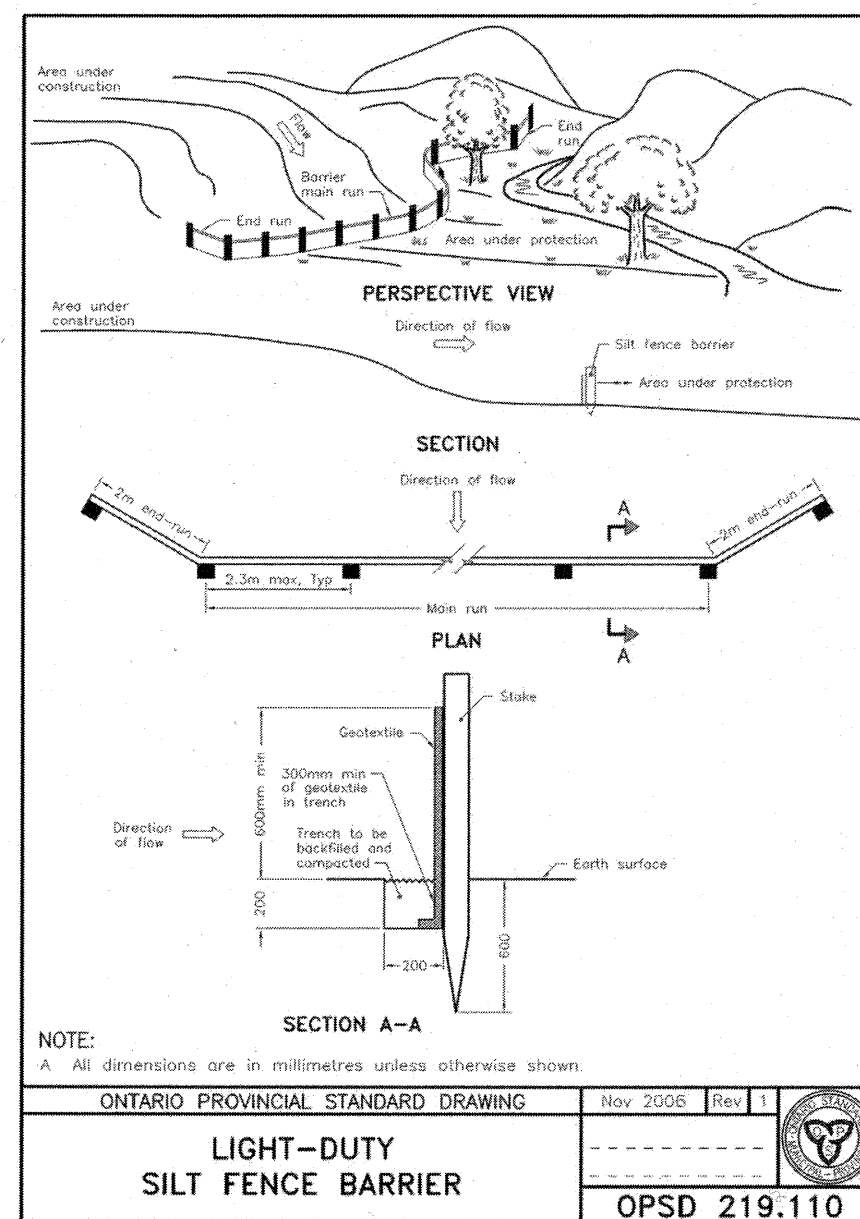 Area under
construction
Flow
End
run
Barrier
main run
End run
Area under protection
PERSPECTIVE VIEW
Area under
construction
Direction of flow
Silt fence barrier
Area under protection
SECTION
Direction of flow
2m end-run
A
2m end-run
2.3m max, Typ
Main run
PLAN
A
Stake
Geotextile
600mm min
300mm min
of geotextile
in trench
Direction
of flow
Trench to be
backfilled and
compacted
Earth surface
200
200
600
SECTION A-A
NOTE:
A All dimensions are in millimetres unless otherwise shown.
ONTARIO PROVINCIAL STANDARD DRAWING
Nov 2006 Rev 1
LIGHT-DUTY
SILT FENCE BARRIER
OPSD 219.110